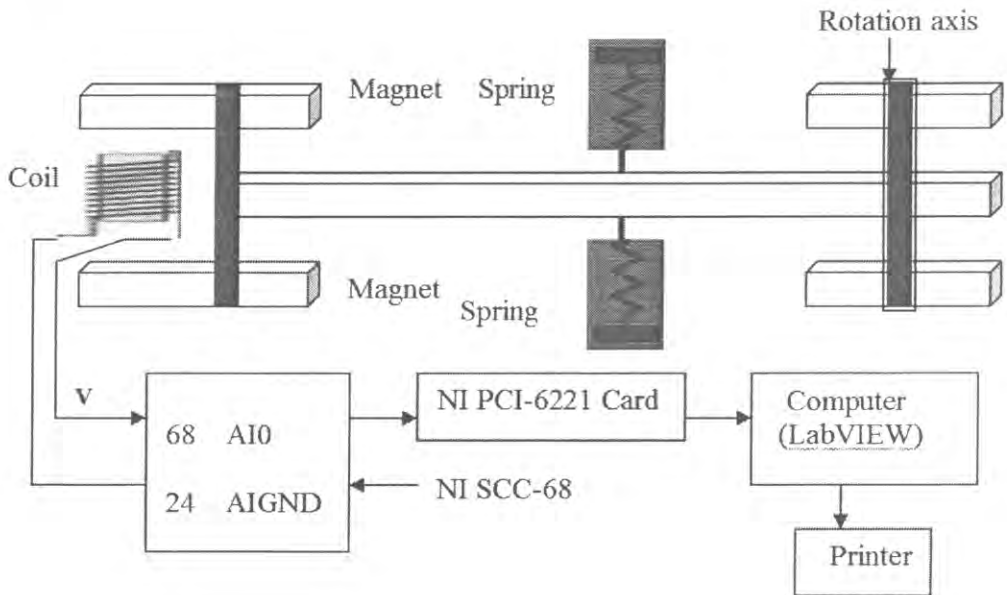 Rotation axis
Magnet
Spring
Coil
Magnet
Spring
V
68 AI0
24 AIGND
NI PCI-6221 Card
NI SCC-68
Computer
(LabVIEW)
Printer